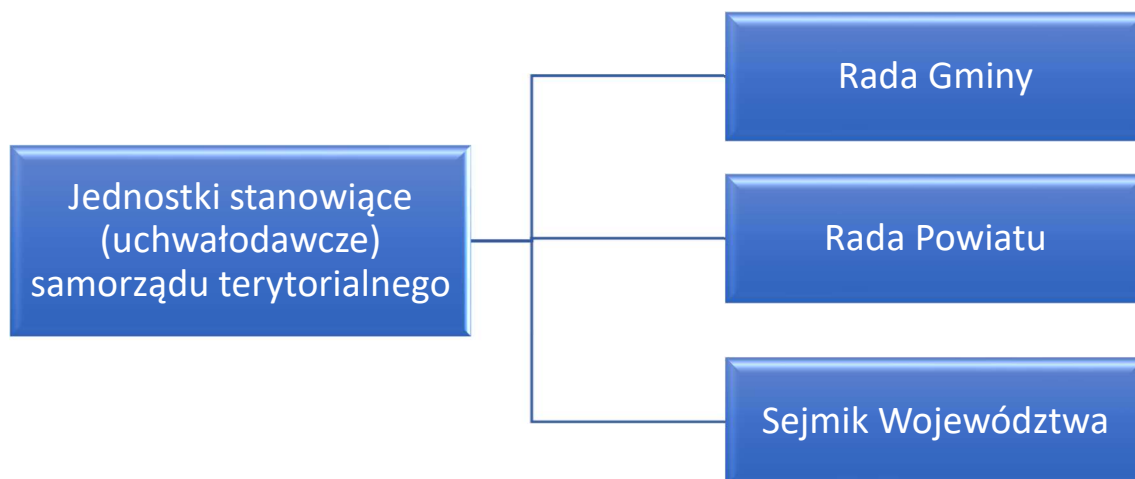 Jednostki stanowiące
(uchwałodawcze)
samorządu terytorialnego
Rada Gminy
Rada Powiatu
Sejmik Województwa